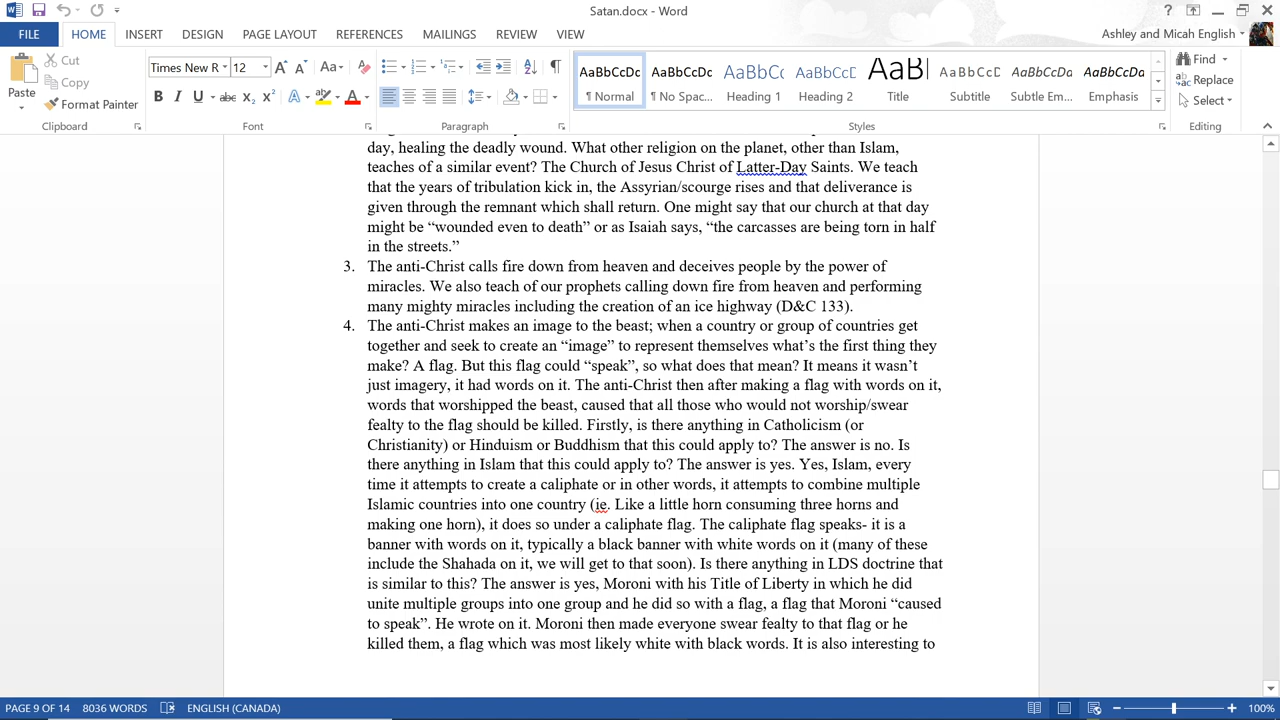 Satan.docx - Word
FILE HOME INSERT DESIGN PAGE LAYOUT REFERENCES MAILINGS REVIEW VIEW Ashley and Micah English
Paste Cut Copy Format Painter
Times New R 12
AaBbCcDc ¶ Normal
AaBbCcDc ¶ No Spac...
AaBbCc Heading 1
AaBbCcD Heading 2
AaB Title
AaBbCcD Subtitle
AaBbCcDc Subtle Em...
AaBbCcDc Emphasis
Find
Replace
Select
Clipboard Font Paragraph Styles Editing
day, healing the deadly wound. What other religion on the planet, other than Islam,
teaches of a similar event? The Church of Jesus Christ of Latter-Day Saints. We teach
that the years of tribulation kick in, the Assyrian/scourge rises and that deliverance is
given through the remnant which shall return. One might say that our church at that day
might be “wounded even to death” or as Isaiah says, “the carcasses are being torn in half
in the streets.”
3. The anti-Christ calls fire down from heaven and deceives people by the power of
miracles. We also teach of our prophets calling down fire from heaven and performing
many mighty miracles including the creation of an ice highway (D&C 133).
4. The anti-Christ makes an image to the beast; when a country or group of countries get
together and seek to create an “image” to represent themselves what’s the first thing they
make? A flag. But this flag could “speak”, so what does that mean? It means it wasn’t
just imagery, it had words on it. The anti-Christ then after making a flag with words on it,
words that worshipped the beast, caused that all those who would not worship/swear
fealty to the flag should be killed. Firstly, is there anything in Catholicism (or
Christianity) or Hinduism or Buddhism that this could apply to? The answer is no. Is
there anything in Islam that this could apply to? The answer is yes. Yes, Islam, every
time it attempts to create a caliphate or in other words, it attempts to combine multiple
Islamic countries into one country (ie. Like a little horn consuming three horns and
making one horn), it does so under a caliphate flag. The caliphate flag speaks- it is a
banner with words on it, typically a black banner with white words on it (many of these
include the Shahada on it, we will get to that soon). Is there anything in LDS doctrine that
is similar to this? The answer is yes, Moroni with his Title of Liberty in which he did
unite multiple groups into one group and he did so with a flag, a flag that Moroni “caused
to speak”. He wrote on it. Moroni then made everyone swear fealty to that flag or he
killed them, a flag which was most likely white with black words. It is also interesting to
PAGE 9 OF 14 8036 WORDS ENGLISH (CANADA) 100%